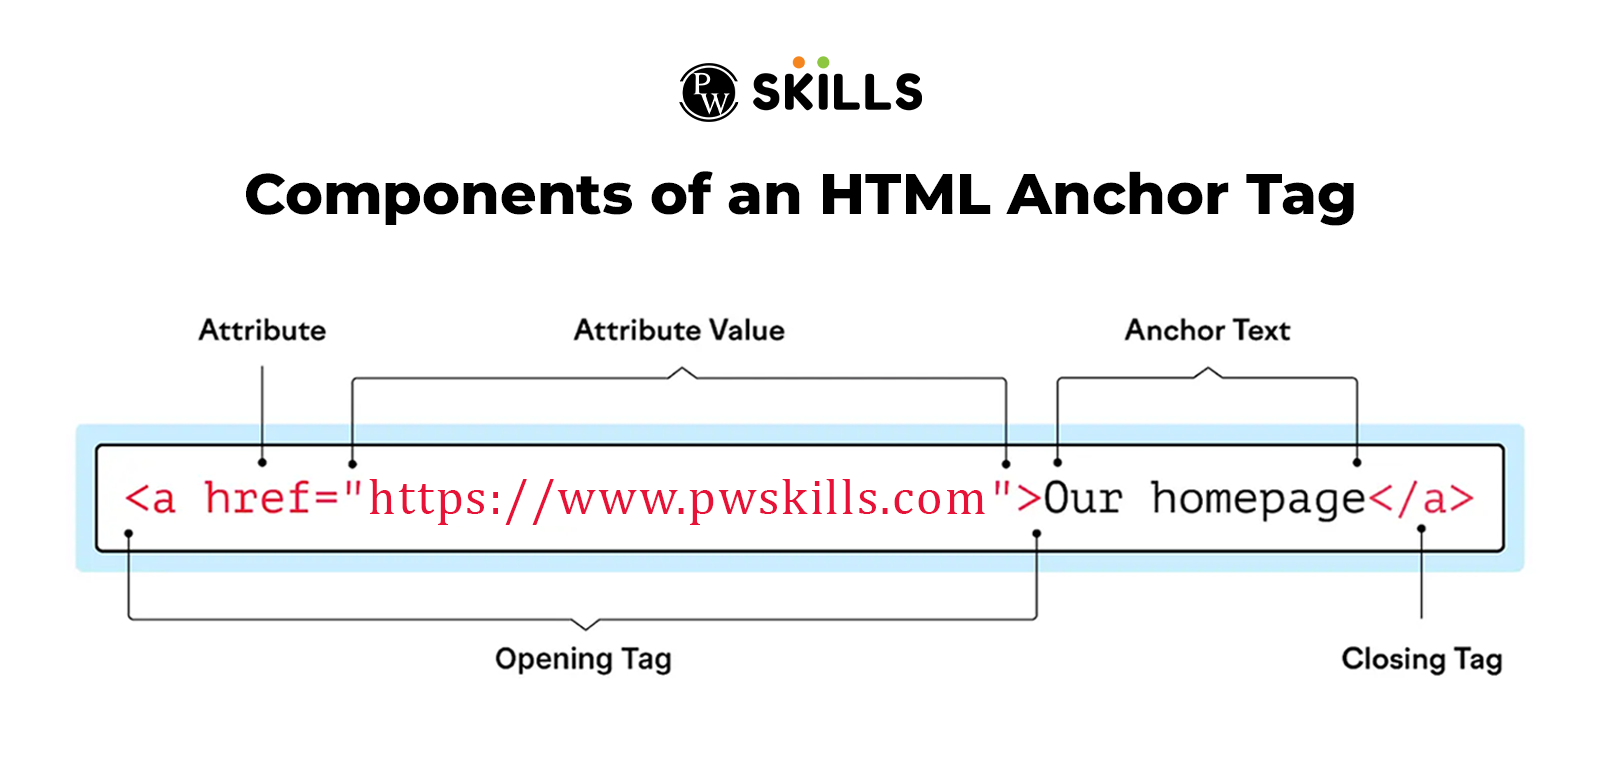 PW SKILLS
Components of an HTML Anchor Tag
Attribute Attribute Value Anchor Text
<a href="https://www.pwskills.com">Our homepage</a>
Opening Tag Closing Tag